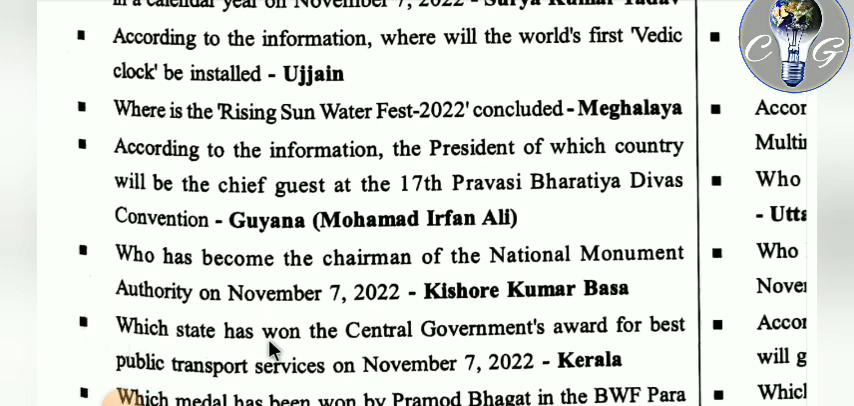 in a calendar year on November 7, 2022 - Surya Kumar Yadav
▪ According to the information, where will the world's first 'Vedic
clock' be installed - Ujjain
▪ Where is the 'Rising Sun Water Fest-2022' concluded - Meghalaya
▪ According to the information, the President of which country
will be the chief guest at the 17th Pravasi Bharatiya Divas
Convention - Guyana (Mohamad Irfan Ali)
▪ Who has become the chairman of the National Monument
Authority on November 7, 2022 - Kishore Kumar Basa
▪ Which state has won the Central Government's award for best
public transport services on November 7, 2022 - Kerala
▪ Which medal has been won by Pramod Bhagat in the BWF Para
C G
▪
▪ Accor
Multi
▪ Who
- Utta
▪ Who
Nove
▪ Accor
will g
▪ Whicl